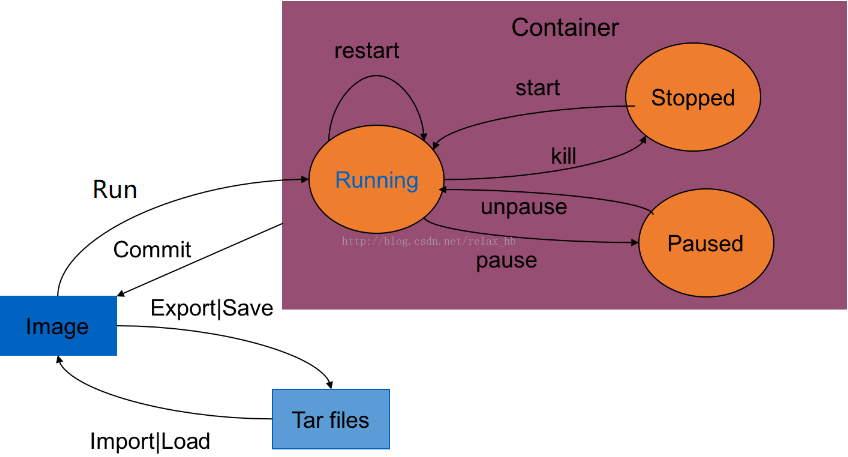 Container
restart
start
Stopped
kill
Running
Run
unpause
http://blog.csdn.net/relax_hb
Paused
pause
Commit
Export|Save
Image
Tar files
Import|Load